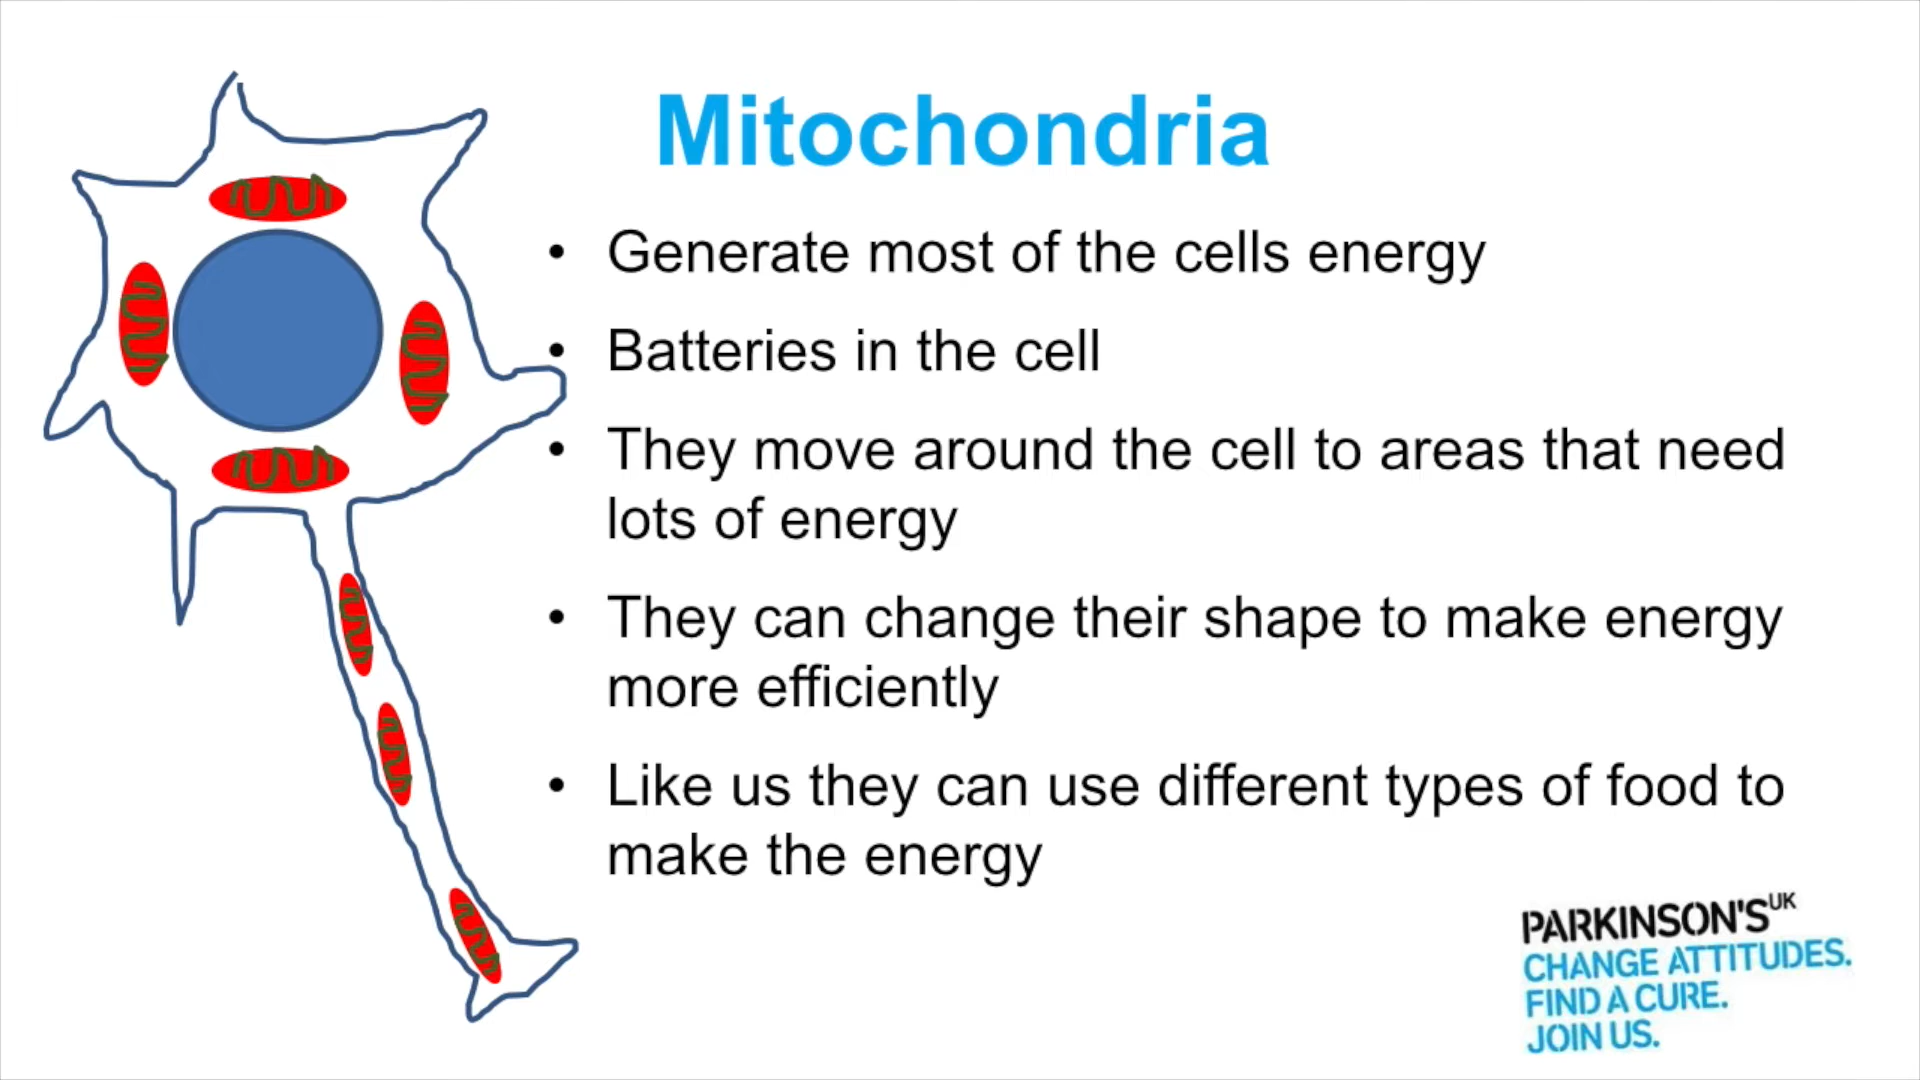 Mitochondria
• Generate most of the cells energy
• Batteries in the cell
• They move around the cell to areas that need
lots of energy
• They can change their shape to make energy
more efficiently
• Like us they can use different types of food to
make the energy
PARKINSON'S UK
CHANGE ATTITUDES.
FIND A CURE.
JOIN US.